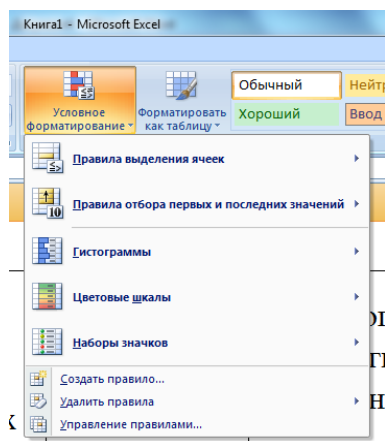 Книга1 - Microsoft Excel
Условное форматирование
Форматировать как таблицу
Обычный
Хороший
Ввод
Правила выделения ячеек
Правила отбора первых и последних значений
10
Гистограммы
Цветовые шкалы
Наборы значков
Создать правило...
Удалить правила
Управление правилами...